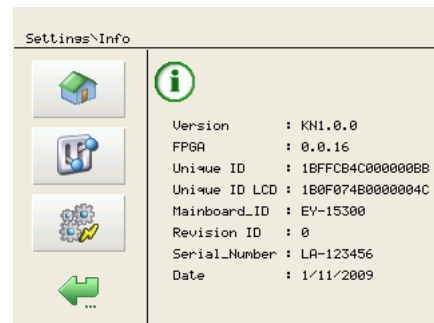 Settings\Info
Version : KN1.0.0
FPGA : 0.0.16
Unique ID : 1BFFCB4C000000BB
Unique ID LCD : 1B0F074B0000004C
Mainboard_ID : EY-15300
Revision ID : 0
Serial_Number : LA-123456
Date : 1/11/2009
...